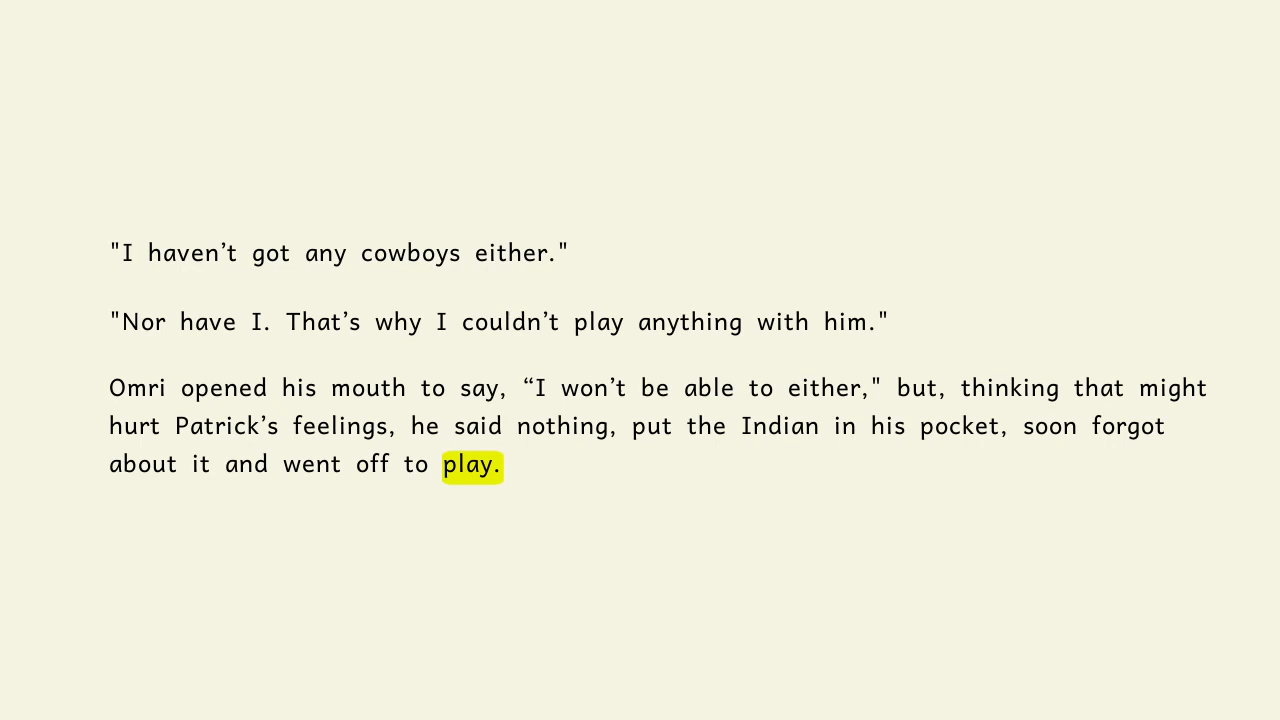 "I haven’t got any cowboys either."
"Nor have I. That’s why I couldn’t play anything with him."
Omri opened his mouth to say, “I won’t be able to either," but, thinking that might
hurt Patrick’s feelings, he said nothing, put the Indian in his pocket, soon forgot
about it and went off to play.